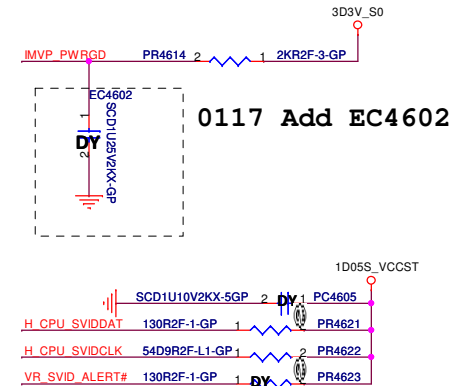 3D3V_S0
IMVP_PWRGD PR4614 2 1 2KR2F-3-GP
EC4602
1 2 DY SCD1U25V2KX-GP
0117 Add EC4602
1D05S_VCCST
SCD1U10V2KX-5GP 2 DY 1 PC4605
H_CPU_SVIDDAT 130R2F-1-GP 1 PR4621
H_CPU_SVIDCLK 54D9R2F-L1-GP 1 2 PR4622
VR_SVID_ALERT# 130R2F-1-GP 1 DY PR4623